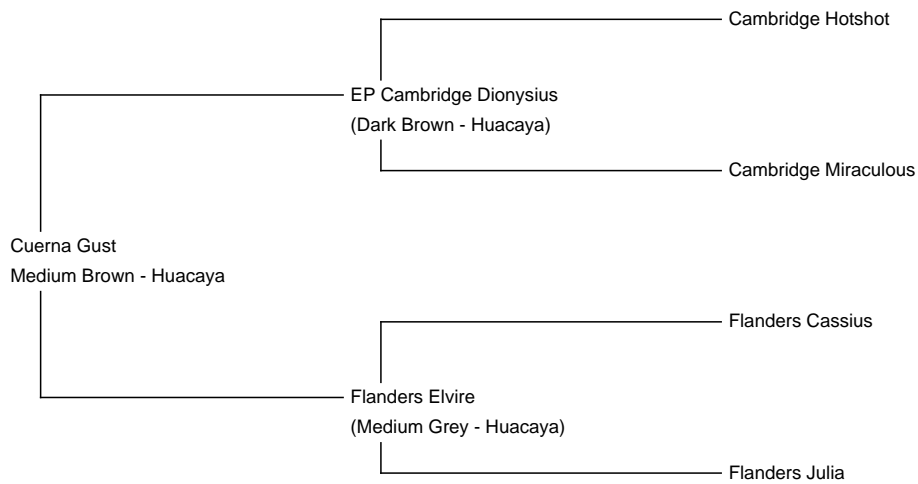 Cambridge Hotshot
EP Cambridge Dionysius
(Dark Brown - Huacaya)
Cambridge Miraculous
Cuerna Gust
Medium Brown - Huacaya
Flanders Cassius
Flanders Elvire
(Medium Grey - Huacaya)
Flanders Julia